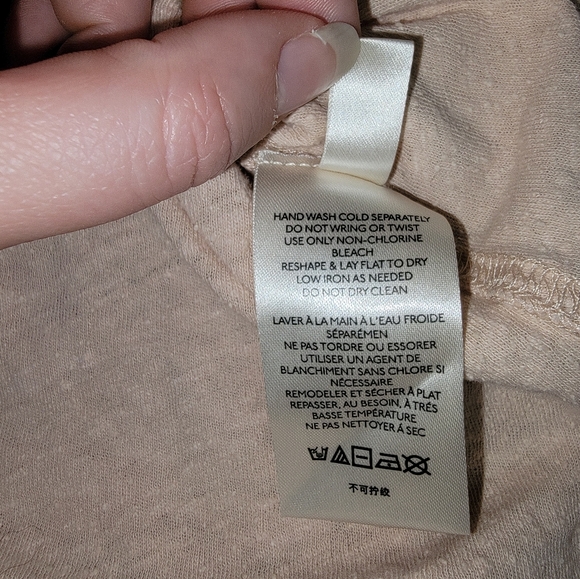 HAND WASH COLD SEPARATELY
DO NOT WRING OR TWIST
USE ONLY NON-CHLORINE
BLEACH
RESHAPE & LAY FLAT TO DRY
LOW IRON AS NEEDED
DO NOT DRY CLEAN
LAVER À LA MAIN À L'EAU FROIDE
SÉPARÉMEN
NE PAS TORDRE OU ESSORER
UTILISER UN AGENT DE
BLANCHIMENT SANS CHLORE SI
NÉCESSAIRE
REMODELER ET SÉCHER À PLAT
REPASSER, AU BESOIN, À TRÉS
BASSE TEMPÉRATURE
NE PAS NETTOYER Á SEC
不可拧绞